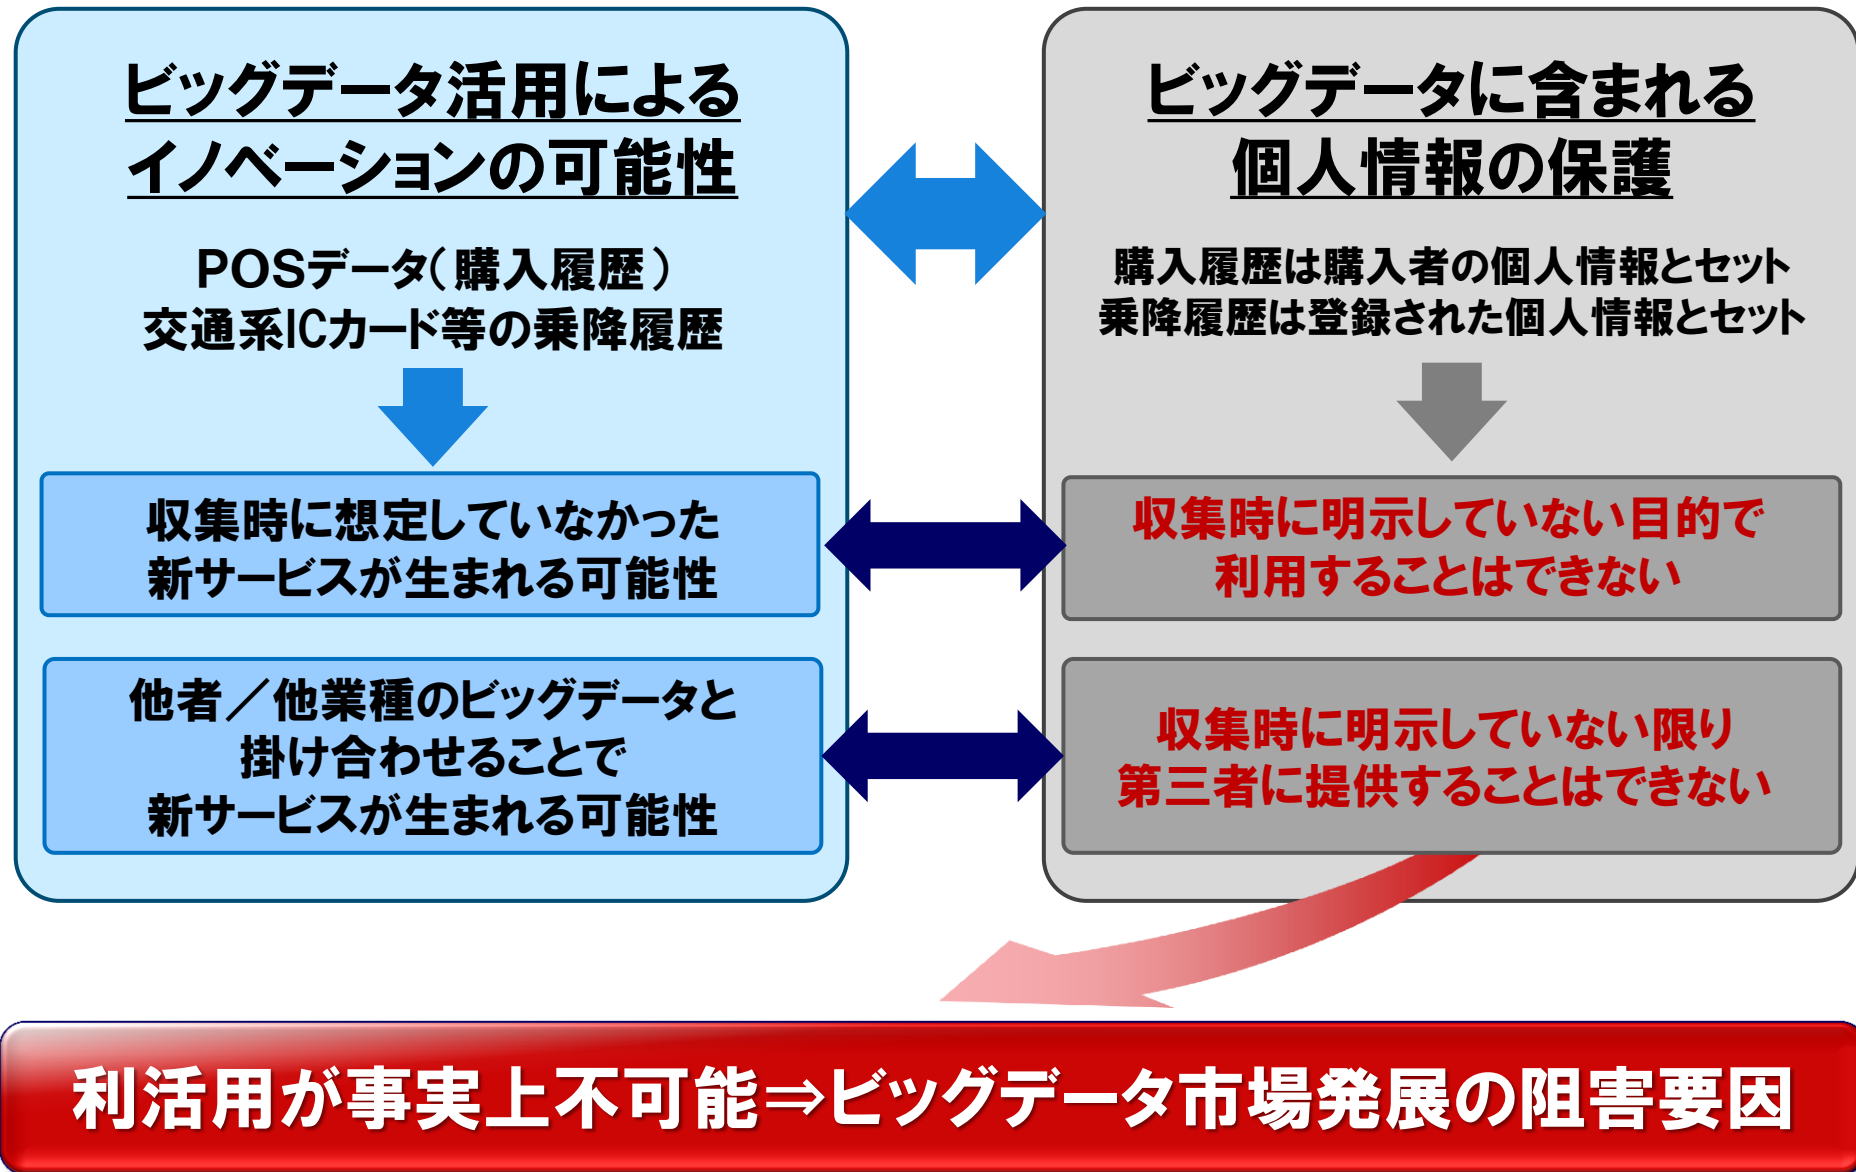 ビッグデータ活用による
イノベーションの可能性
POSデータ（購入履歴）
交通系ICカード等の乗降履歴
収集時に想定していなかった
新サービスが生まれる可能性
他者／他業種のビッグデータと
掛け合わせることで
新サービスが生まれる可能性
ビッグデータに含まれる
個人情報の保護
購入履歴は購入者の個人情報とセット
乗降履歴は登録された個人情報とセット
収集時に明示していない目的で
利用することはできない
収集時に明示していない限り
第三者に提供することはできない
利活用が事実上不可能⇒ビッグデータ市場発展の阻害要因